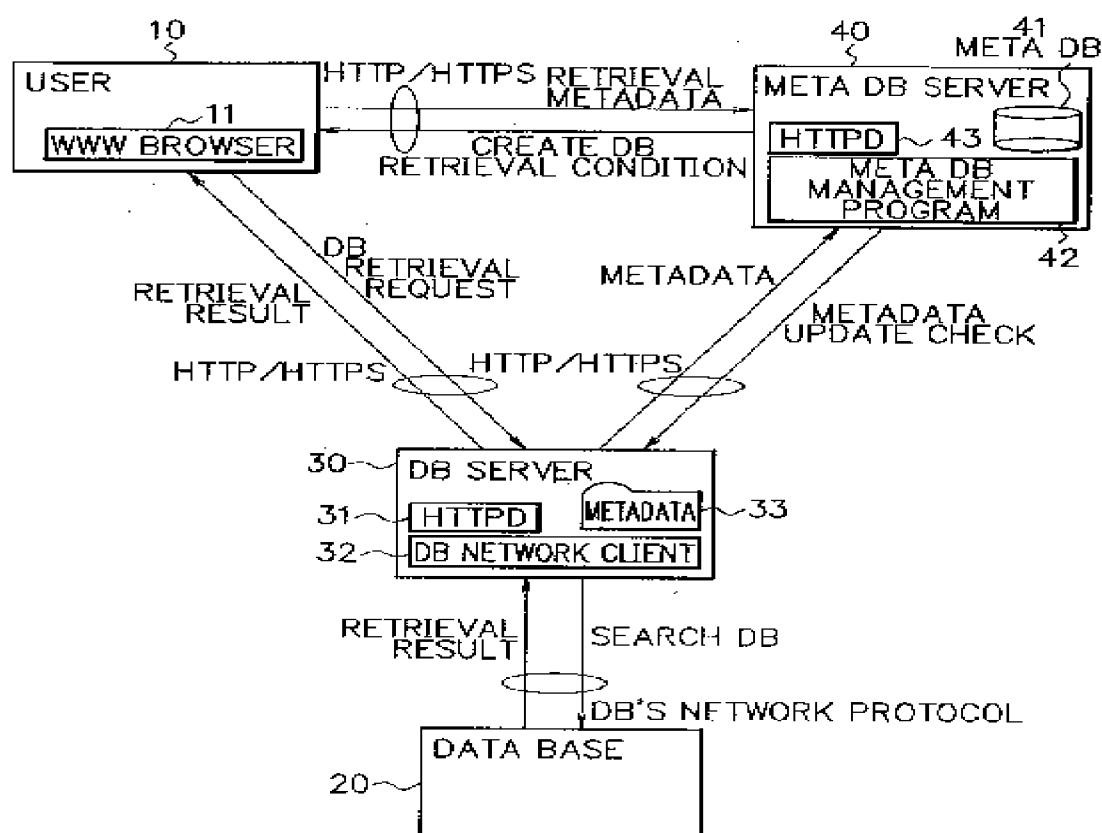 10
USER
11
WWW BROWSER
HTTP/HTTPS
RETRIEVAL
METADATA
CREATE DB
RETRIEVAL CONDITION
40
41
META DB
META DB SERVER
HTTPD
43
META DB
MANAGEMENT
PROGRAM
42
DB
RETRIEVAL
REQUEST
RETRIEVAL
RESULT
HTTP/HTTPS
METADATA
METADATA
UPDATE CHECK
HTTP/HTTPS
30
DB SERVER
31
HTTPD
METADATA
33
32
DB NETWORK CLIENT
RETRIEVAL
RESULT
SEARCH DB
DB'S NETWORK PROTOCOL
DATA BASE
20